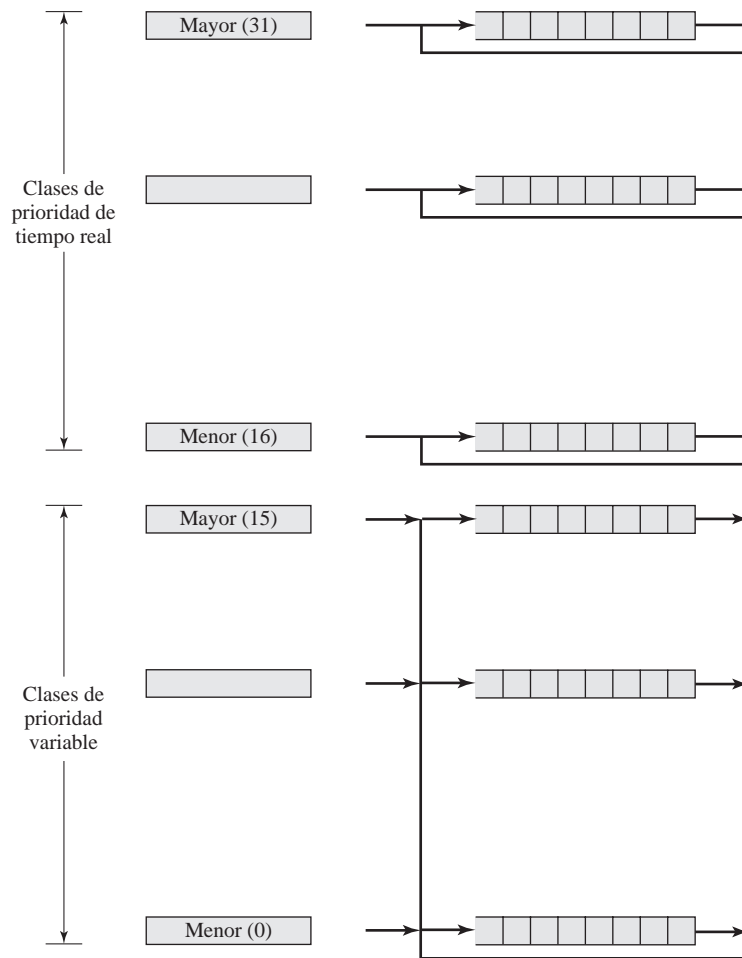 Mayor (31)
Clases de
prioridad de
tiempo real
Menor (16)
Mayor (15)
Clases de
prioridad
variable
Menor (0)